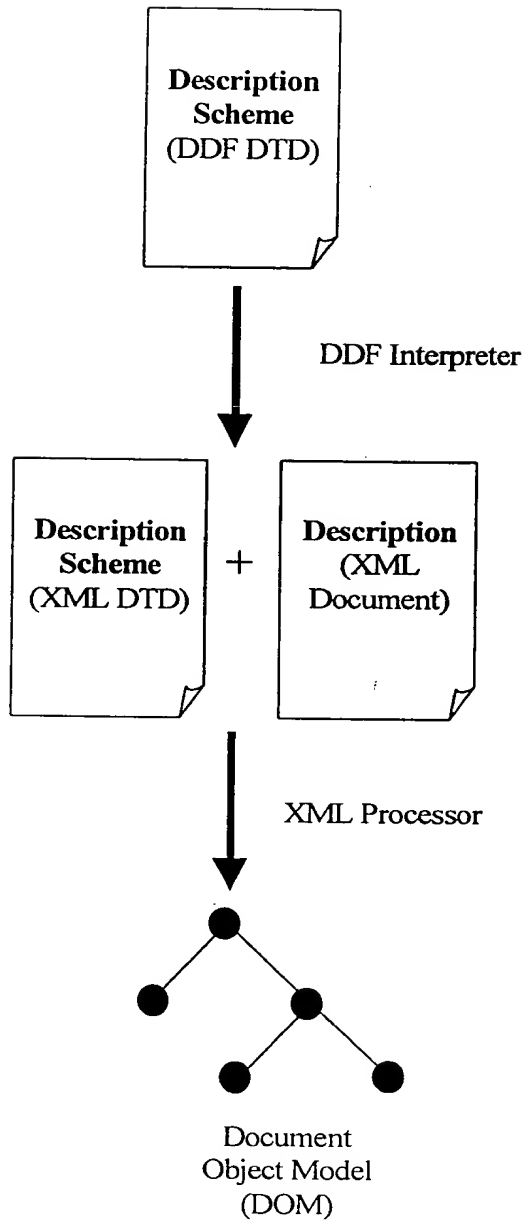 Description
Scheme
(DDF DTD)
DDF Interpreter
Description
Scheme
(XML DTD)
+
Description
(XML
Document)
XML Processor
Document
Object Model
(DOM)